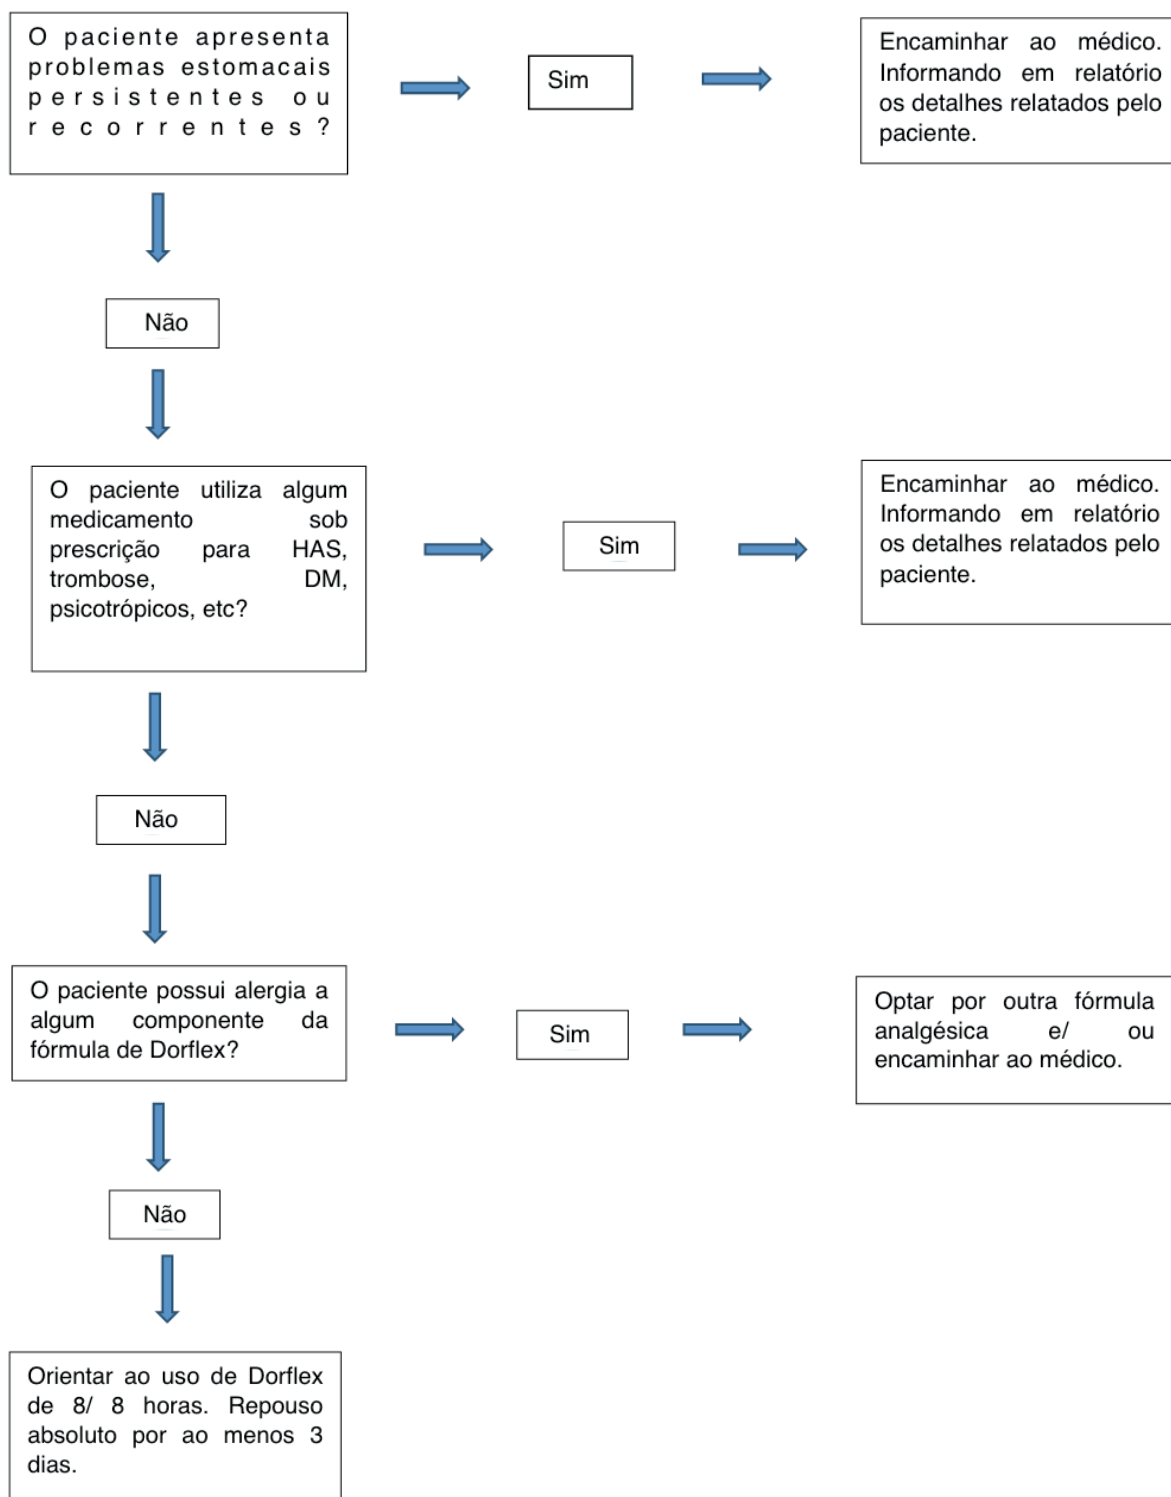 O paciente apresenta
problemas estomacais
persistentes ou
recorrentes?
Sim
Encaminhar ao médico.
Informando em relatório
os detalhes relatados pelo
paciente.
Não
O paciente utiliza algum
medicamento sob
prescrição para HAS,
trombose, DM,
psicotrópicos, etc?
Sim
Encaminhar ao médico.
Informando em relatório
os detalhes relatados pelo
paciente.
Não
O paciente possui alergia a
algum componente da
fórmula de Dorflex?
Sim
Optar por outra fórmula
analgésica e/ ou
encaminhar ao médico.
Não
Orientar ao uso de Dorflex
de 8/ 8 horas. Repouso
absoluto por ao menos 3
dias.